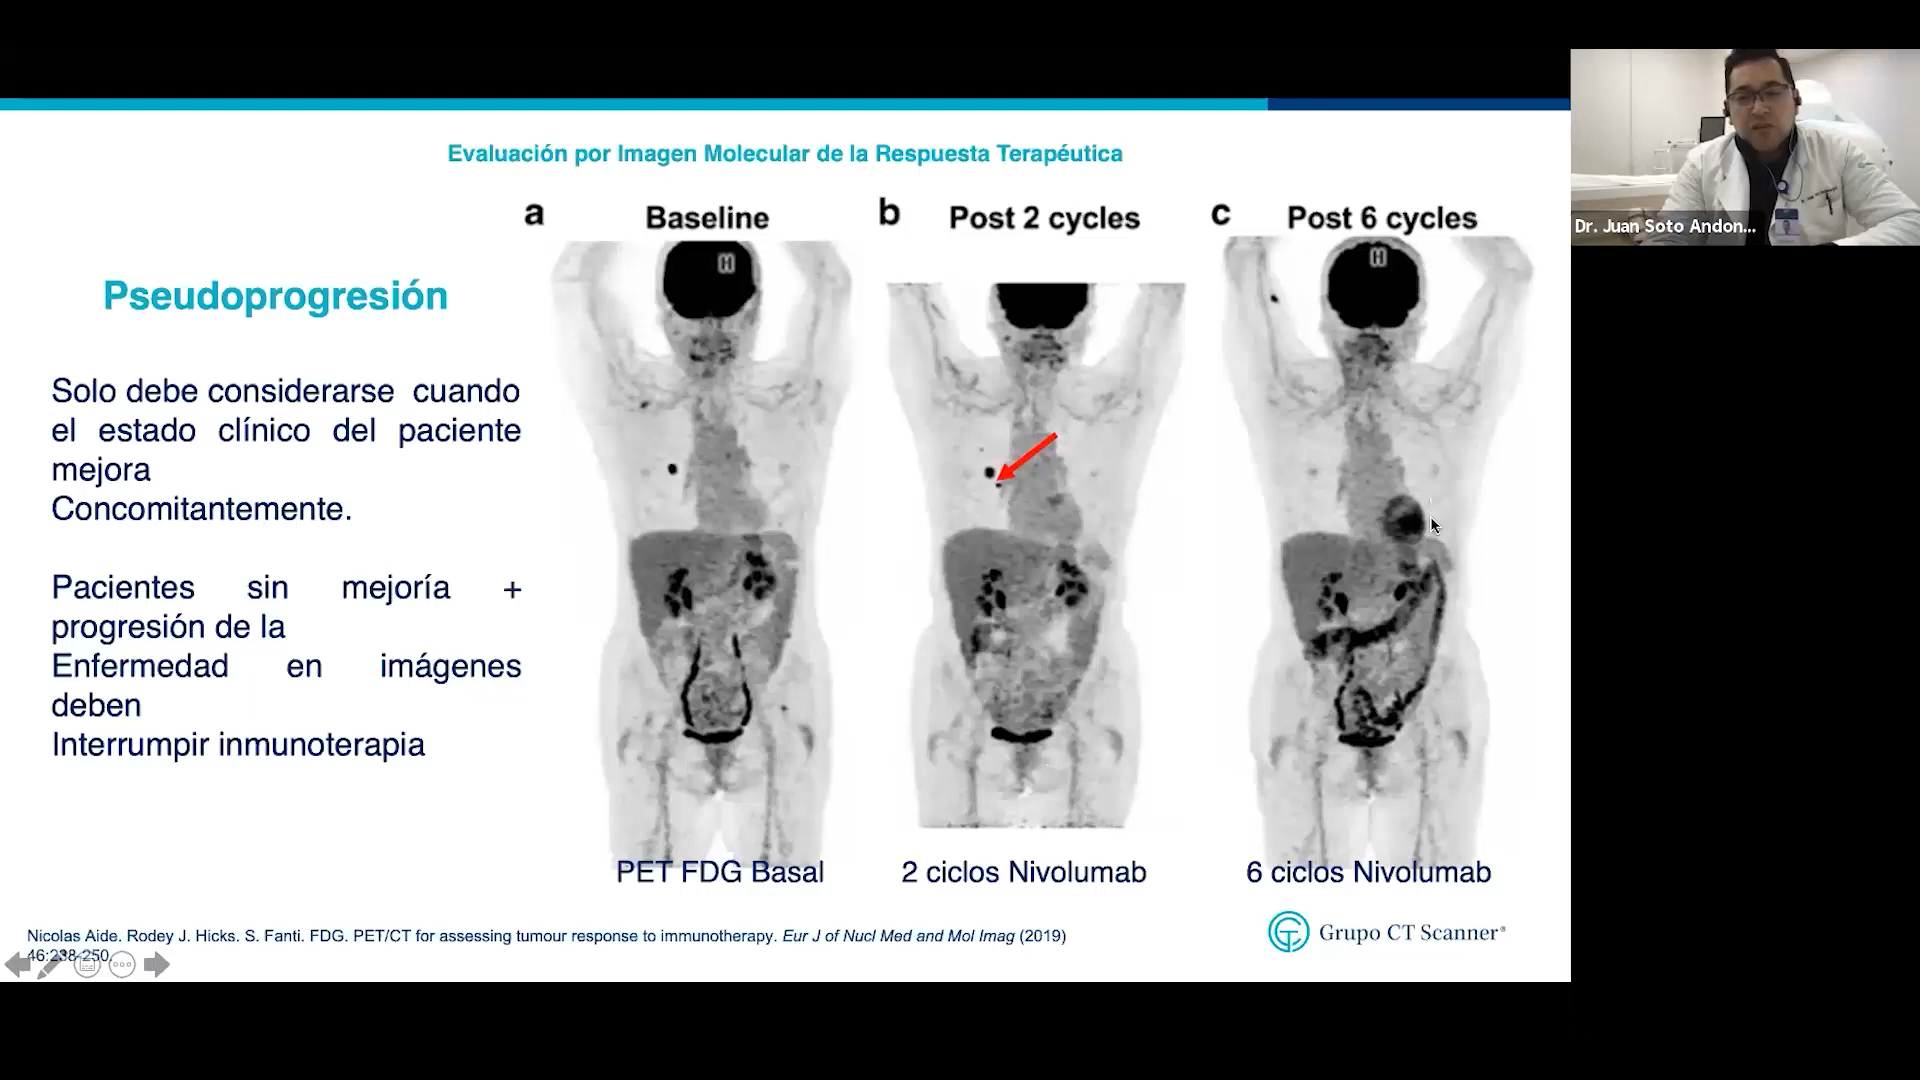 Evaluación por Imagen Molecular de la Respuesta Terapéutica
a Baseline
b Post 2 cycles
c Post 6 cycles
H
H
Pseudoprogresión
Solo debe considerarse cuando
el estado clínico del paciente
mejora
Concomitantemente.
Pacientes sin mejoría +
progresión de la
Enfermedad en imágenes
deben
Interrumpir inmunoterapia
PET FDG Basal
2 ciclos Nivolumab
6 ciclos Nivolumab
Nicolas Aide. Rodey J. Hicks. S. Fanti. FDG. PET/CT for assessing tumour response to immunotherapy. Eur J of Nucl Med and Mol Imag (2019)
46:238-250.
Grupo CT Scanner®
Dr. Juan Soto Andon...